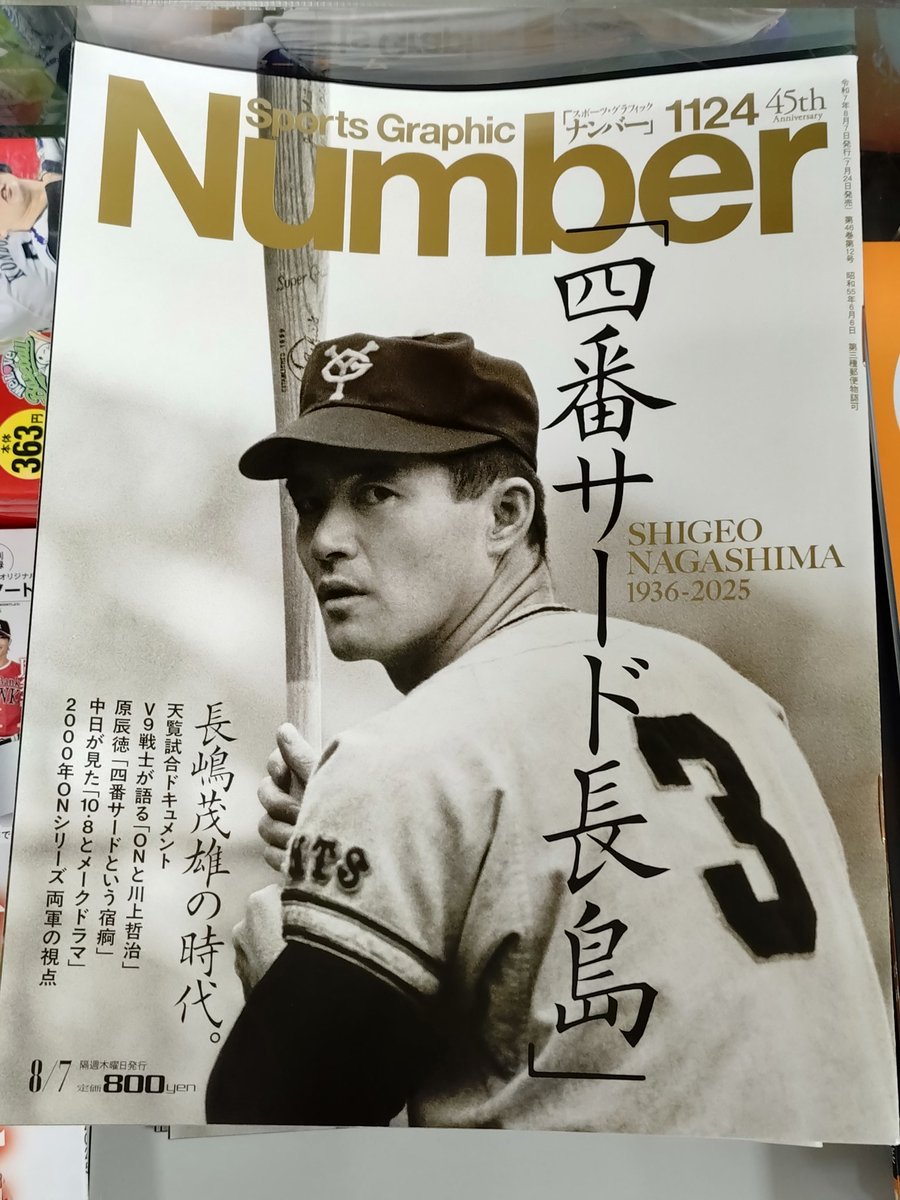 Number
Sports Graphic
「スポーツ・グラフィック
ナンバー」
1124
45th
Anniversary
令和7年8月7日発行(7月24日発売) 第46巻第12号 昭和55年6月6日 第三種郵便物認可
「四番サード長島」
SHIGEO
NAGASHIMA
1936-2025
3
長嶋茂雄の時代。
天覧試合ドキュメント
V9戦士が語る「ONと川上哲治」
原辰徳「四番サードという宿痾」
中日が見た「10・8とメークドラマ」
2000年ONシリーズ 両軍の視点
8/7
隔週木曜日発行
定価800yen
本体
363円